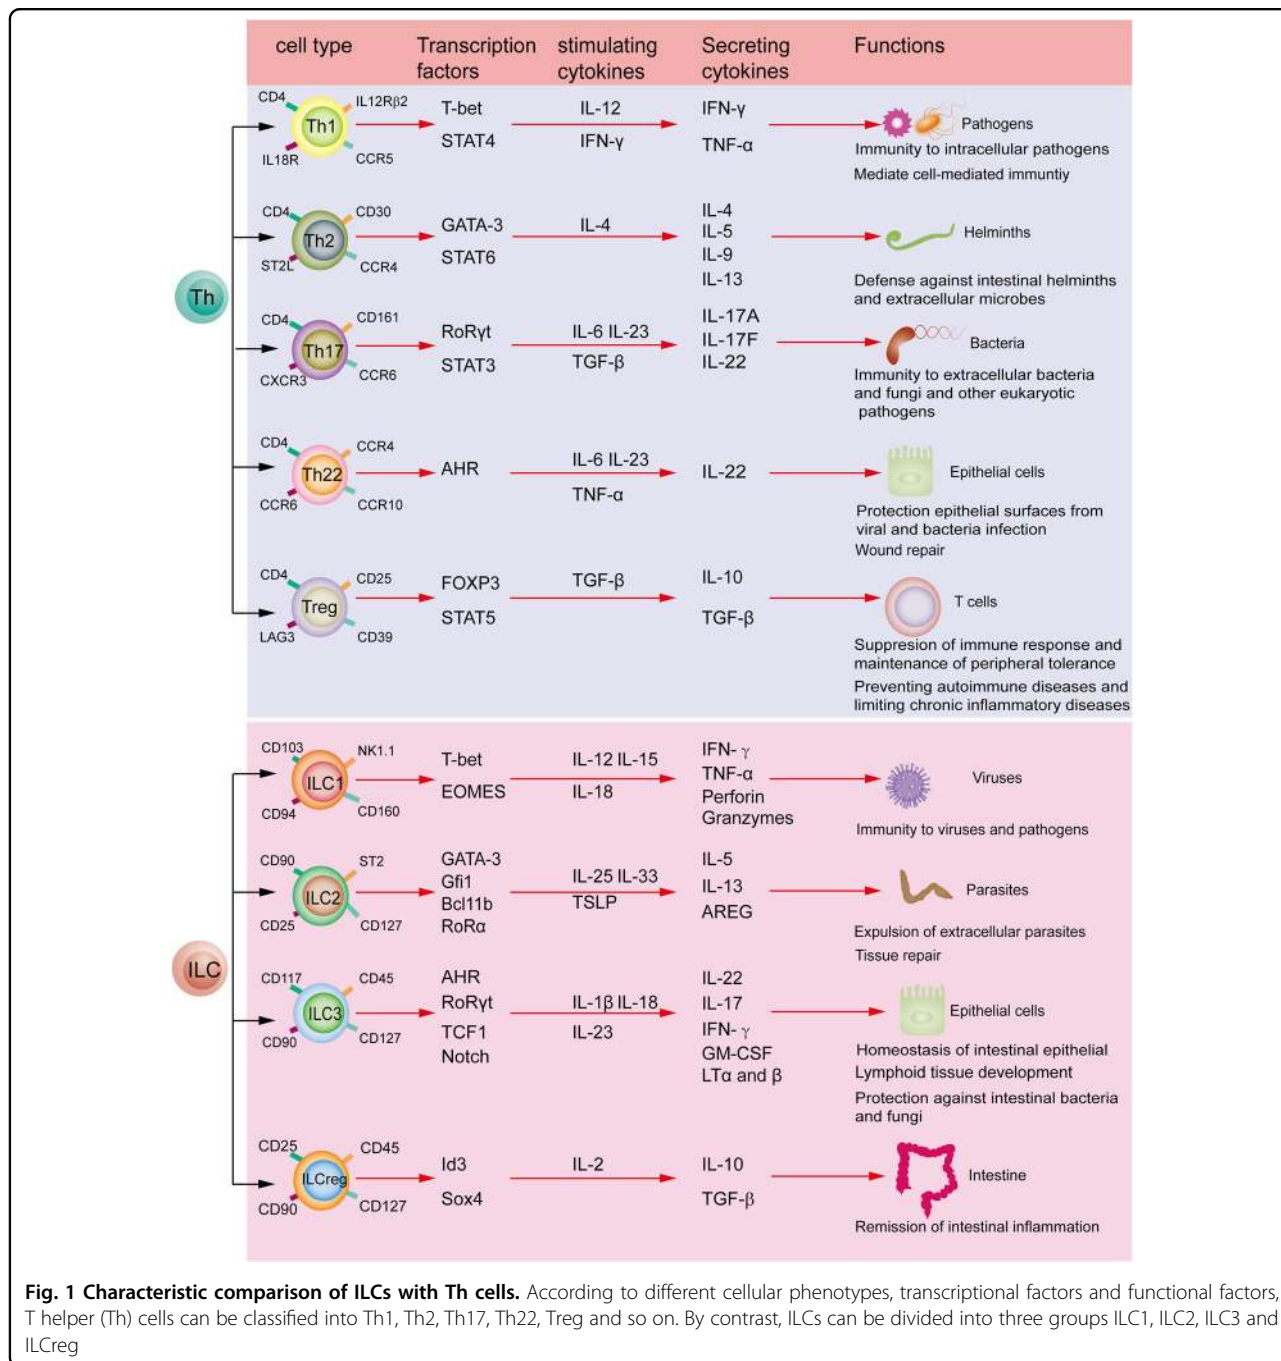 cell type
Transcription
factors
stimulating
cytokines
Secreting
cytokines
Functions
Th
CD4
IL12Rβ2
Th1
IL18R
CCR5
T-bet
STAT4
IL-12
IFN-γ
IFN-γ
TNF-α
Pathogens
Immunity to intracellular pathogens
Mediate cell-mediated immuntiy
CD4
CD30
Th2
ST2L
CCR4
GATA-3
STAT6
IL-4
IL-4
IL-5
IL-9
IL-13
Helminths
Defense against intestinal helminths
and extracellular microbes
CD4
CD161
Th17
CXCR3
CCR6
RoRγt
STAT3
IL-6 IL-23
TGF-β
IL-17A
IL-17F
IL-22
Bacteria
Immunity to extracellular bacteria
and fungi and other eukaryotic
pathogens
CD4
CCR4
Th22
CCR6
CCR10
AHR
IL-6 IL-23
TNF-α
IL-22
Epithelial cells
Protection epithelial surfaces from
viral and bacteria infection
Wound repair
CD4
CD25
Treg
LAG3
CD39
FOXP3
STAT5
TGF-β
IL-10
TGF-β
T cells
Suppresion of immune response and
maintenance of peripheral tolerance
Preventing autoimmune diseases and
limiting chronic inflammatory diseases
ILC
CD103
NK1.1
ILC1
CD94
CD160
T-bet
EOMES
IL-12 IL-15
IL-18
IFN- γ
TNF-α
Perforin
Granzymes
Viruses
Immunity to viruses and pathogens
CD90
ST2
ILC2
CD25
CD127
GATA-3
Gfi1
Bcl11b
RoRα
IL-25 IL-33
TSLP
IL-5
IL-13
AREG
Parasites
Expulsion of extracellular parasites
Tissue repair
CD117
CD45
ILC3
CD90
CD127
AHR
RoRγt
TCF1
Notch
IL-1β IL-18
IL-23
IL-22
IL-17
IFN- γ
GM-CSF
LTα and β
Epithelial cells
Homeostasis of intestinal epithelial
Lymphoid tissue development
Protection against intestinal bacteria
and fungi
CD25
CD45
ILCreg
CD90
CD127
Id3
Sox4
IL-2
IL-10
TGF-β
Intestine
Remission of intestinal inflammation
Fig. 1 Characteristic comparison of ILCs with Th cells. According to different cellular phenotypes, transcriptional factors and functional factors,
T helper (Th) cells can be classified into Th1, Th2, Th17, Th22, Treg and so on. By contrast, ILCs can be divided into three groups ILC1, ILC2, ILC3 and
ILCreg